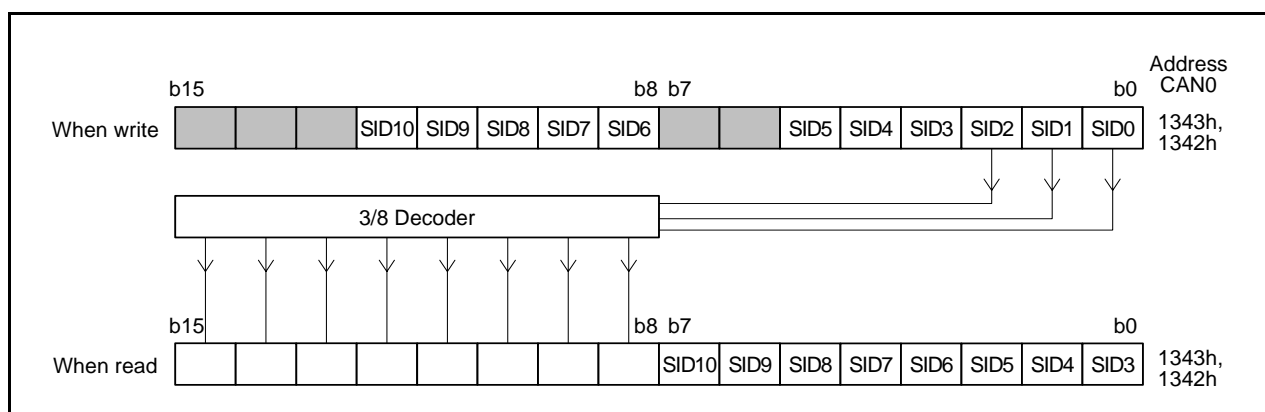 Address
CAN0
b15 b8 b7 b0
When write SID10 SID9 SID8 SID7 SID6 SID5 SID4 SID3 SID2 SID1 SID0 1343h,
1342h
3/8 Decoder
b15 b8 b7 b0
When read SID10 SID9 SID8 SID7 SID6 SID5 SID4 SID3 1343h,
1342h